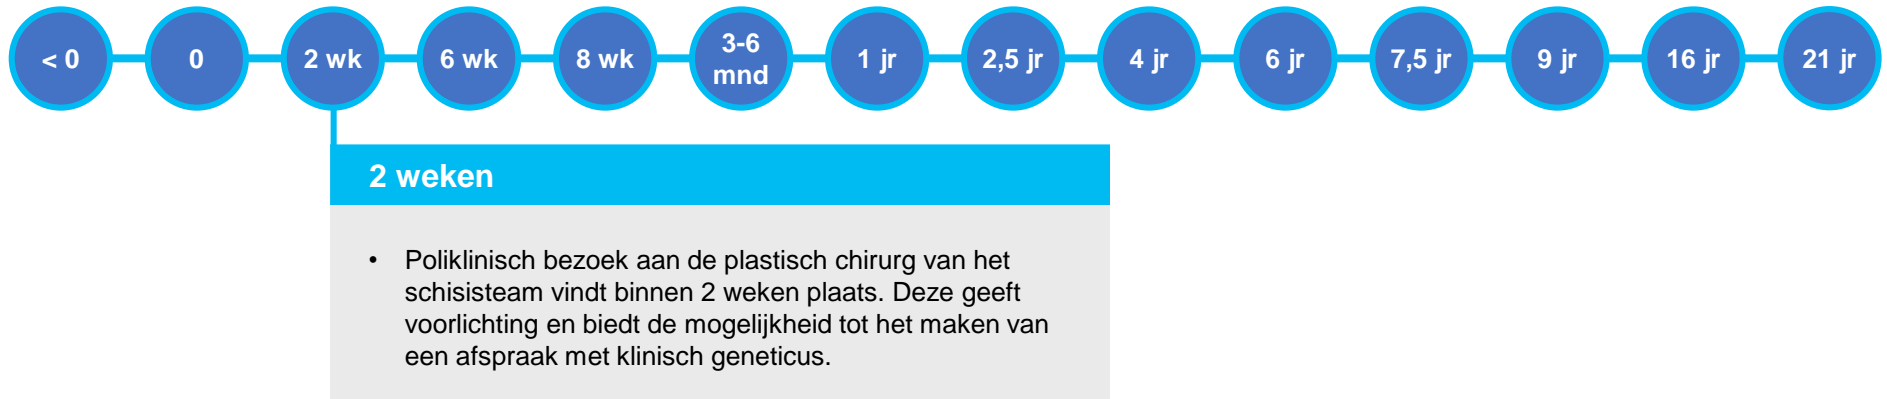 < 0
0
2 wk
6 wk
8 wk
3-6
mnd
1 jr
2,5 jr
4 jr
6 jr
7,5 jr
9 jr
16 jr
21 jr
2 weken
• Poliklinisch bezoek aan de plastisch chirurg van het
schisisteam vindt binnen 2 weken plaats. Deze geeft
voorlichting en biedt de mogelijkheid tot het maken van
een afspraak met klinisch geneticus.